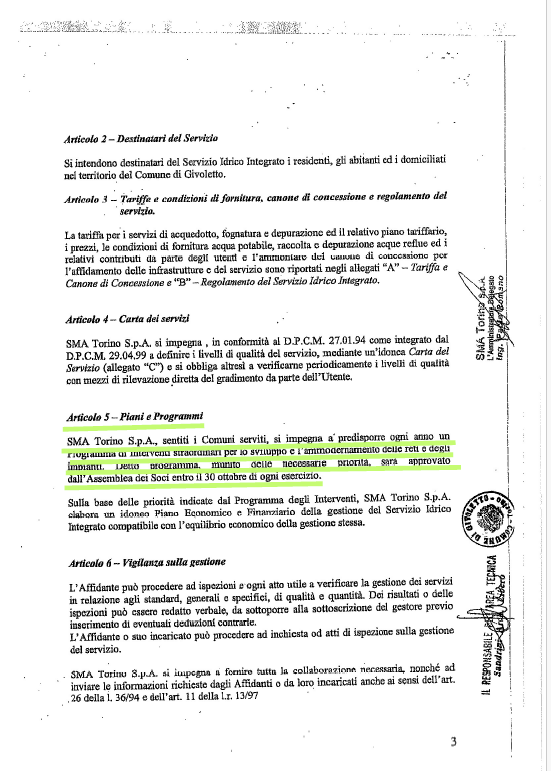 Articolo 2 – Destinatari del Servizio
Si intendono destinatari del Servizio Idrico Integrato i residenti, gli abitanti ed i domiciliati
nel territorio del Comune di Givoletto.
Articolo 3 – Tariffe e condizioni di fornitura, canone di concessione e regolamento del
servizio.
La tariffa per i servizi di acquedotto, fognatura e depurazione ed il relativo piano tariffario,
i prezzi, le condizioni di fornitura acqua potabile, raccolta e depurazione acque reflue ed i
relativi contributi da parte degli utenti e l'ammontare dei canone di concessione per
l'affidamento delle infrastrutture e del servizio sono riportati negli allegati "A" – Tariffa e
Canone di Concessione e "B" – Regolamento del Servizio Idrico Integrato.
Articolo 4 – Carta dei servizi
SMA Torino S.p.A. si impegna , in conformità al D.P.C.M. 27.01.94 come integrato dal
D.P.C.M. 29.04.99 a definire i livelli di qualità del servizio, mediante un'idonea Carta del
Servizio (allegato "C") e si obbliga altresì a verificarne periodicamente i livelli di qualità
con mezzi di rilevazione diretta del gradimento da parte dell'Utente.
Articolo 5 – Piani e Programmi
SMA Torino S.p.A., sentiti i Comuni serviti, si impegna a predisporre ogni anno un
Programma di Interventi straordinari per lo sviluppo e l'ammodernamento delle reti e degli
impianti. Detto programma, munito delle necessarie priorità, sarà approvato
dall'Assemblea dei Soci entro il 30 ottobre di ogni esercizio.
Sulla base delle priorità indicate dal Programma degli Interventi, SMA Torino S.p.A.
elabora un idoneo Piano Economico e Finanziario della gestione del Servizio Idrico
Integrato compatibile con l'equilibrio economico della gestione stessa.
Articolo 6 – Vigilanza sulla gestione
L'Affidante può procedere ad ispezioni e ogni atto utile a verificare la gestione dei servizi
in relazione agli standard, generali e specifici, di qualità e quantità. Dei risultati o delle
ispezioni può essere redatto verbale, da sottoporre alla sottoscrizione del gestore previo
inserimento di eventuali deduzioni contrarie.
L'Affidante o suo incaricato può procedere ad inchiesta od atti di ispezione sulla gestione
del servizio.
SMA Torino S.p.A. si impegna a fornire tutta la collaborazione necessaria, nonché ad
inviare le informazioni richieste dagli Affidanti o da loro incaricati anche ai sensi dell'art.
26 della l. 36/94 e dell'art. 11 della l.r. 13/97
SMA Torino S.p.A.
L'Amministratore Delegato
Ing.
COMUNE DI GIVOLETTO
IL RESPONSABILE AREA TECNICA
3